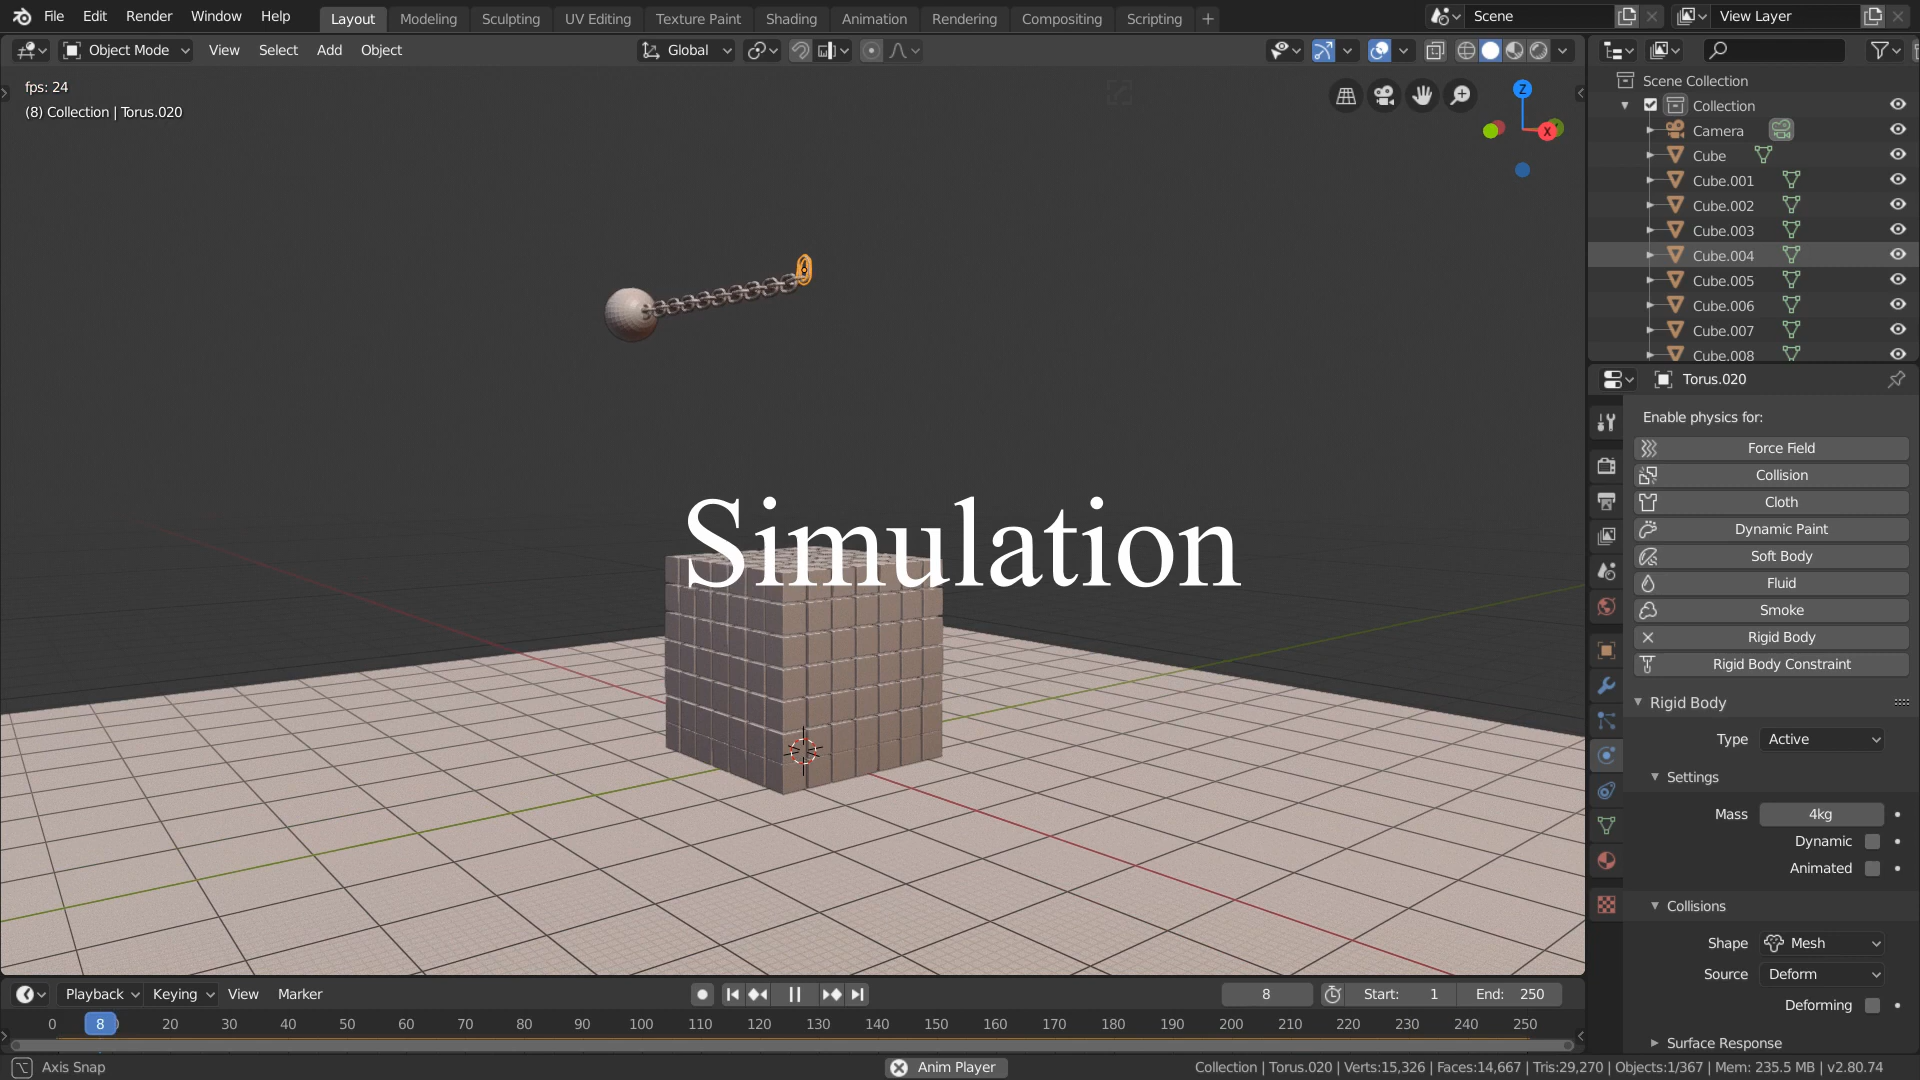 File Edit Render Window Help
Layout Modeling Sculpting UV Editing Texture Paint Shading Animation Rendering Compositing Scripting +
Scene
View Layer
Object Mode View Select Add Object
Global
fps: 24
(8) Collection | Torus.020
Z
X
Simulation
Scene Collection
Collection
Camera
Cube
Cube.001
Cube.002
Cube.003
Cube.004
Cube.005
Cube.006
Cube.007
Cube.008
Torus.020
Enable physics for:
Force Field
Collision
Cloth
Dynamic Paint
Soft Body
Fluid
Smoke
Rigid Body
Rigid Body Constraint
Rigid Body
Type Active
Settings
Mass 4kg
Dynamic
Animated
Collisions
Shape Mesh
Source Deform
Deforming
Surface Response
Playback Keying View Marker
8 Start: 1 End: 250
0 8 20 30 40 50 60 70 80 90 100 110 120 130 140 150 160 170 180 190 200 210 220 230 240 250
Axis Snap
Anim Player
Collection | Torus.020 | Verts:15,326 | Faces:14,667 | Tris:29,270 | Objects:1/367 | Mem: 235.5 MB | v2.80.74